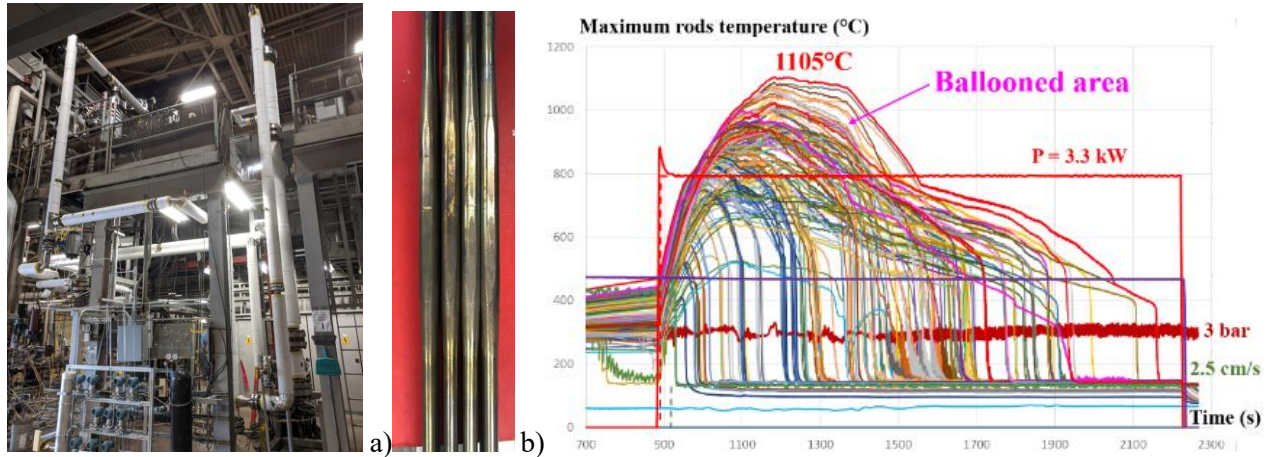 a)
b)
Maximum rods temperature (°C)
1200
1000
800
600
400
200
0
1105°C
Ballooned area
P = 3.3 kW
3 bar
2.5 cm/s
Time (s)
700 900 1100 1300 1500 1700 1900 2100 2300